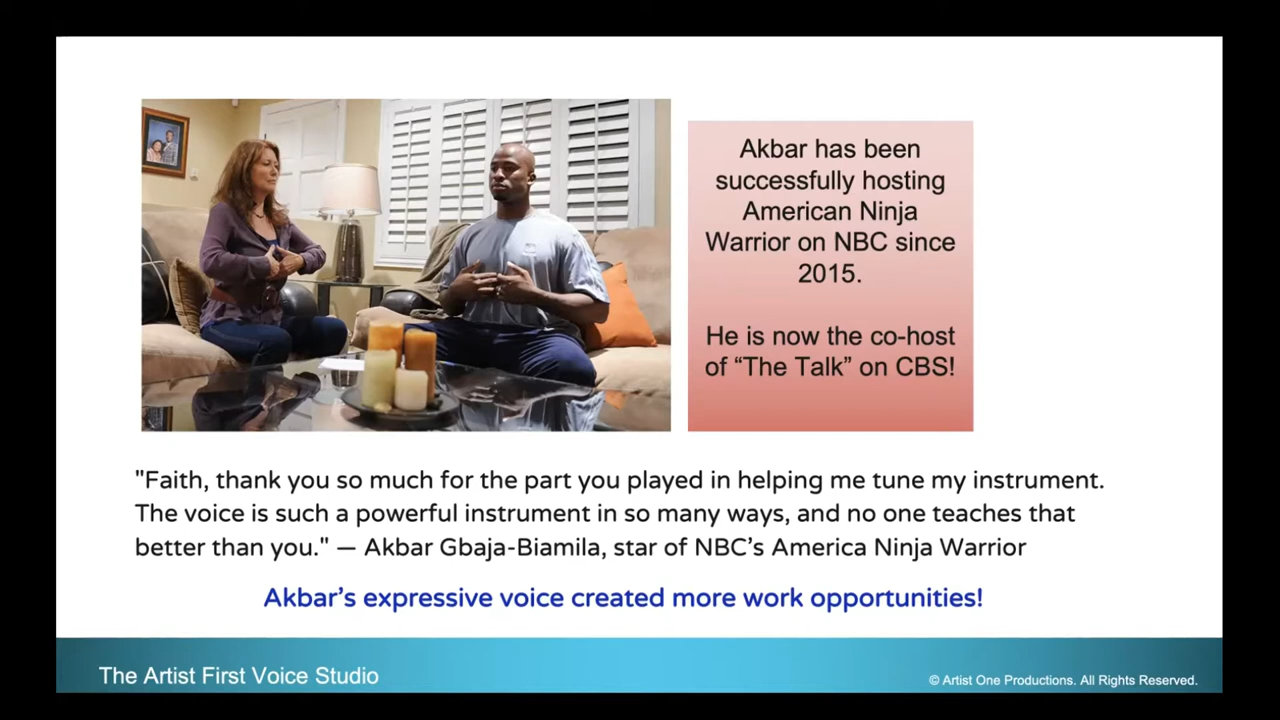 Akbar has been
successfully hosting
American Ninja
Warrior on NBC since
2015.
He is now the co-host
of “The Talk” on CBS!
"Faith, thank you so much for the part you played in helping me tune my instrument.
The voice is such a powerful instrument in so many ways, and no one teaches that
better than you." — Akbar Gbaja-Biamila, star of NBC’s America Ninja Warrior
Akbar’s expressive voice created more work opportunities!
The Artist First Voice Studio
© Artist One Productions. All Rights Reserved.